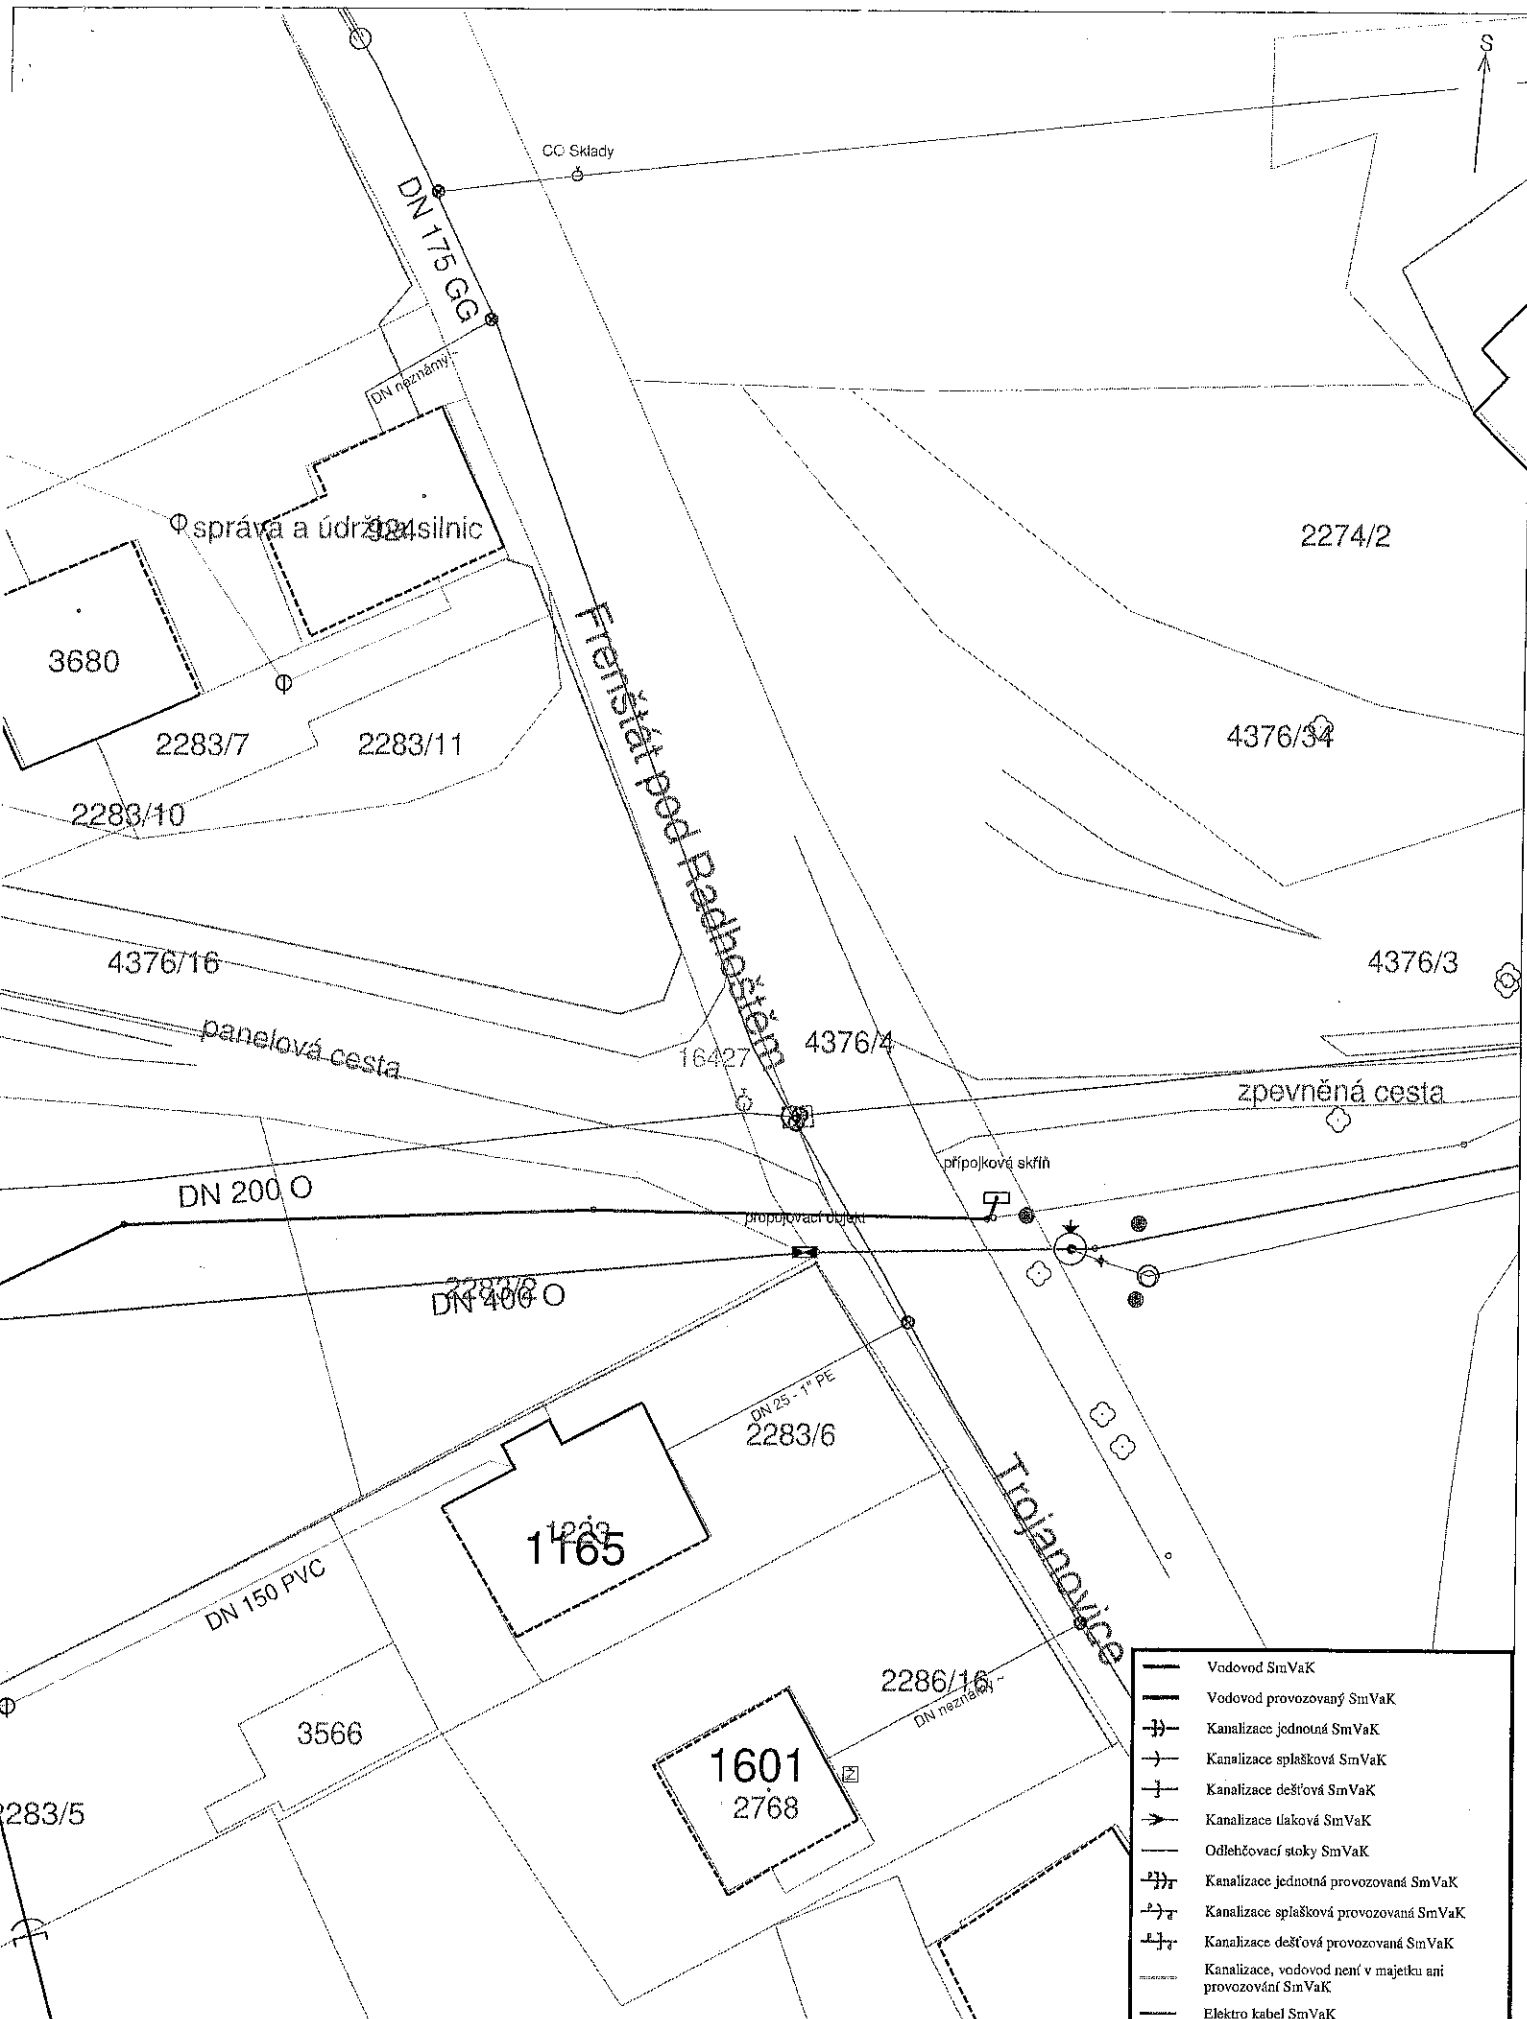 S
CO Sklady
DN 175 GG
DN neznámý~
správa a údržba silnic
924
2274/2
3680
Frenštát pod Radhoštěm
4376/34
2283/7
2283/11
2283/10
4376/16
4376/3
panelová cesta
16427
4376/4
zpevněná cesta
přípojková skříň
DN 200 O
propojovací objekt
2283/2
DN 400 O
DN 25 - 1" PE
2283/6
Trojanovice
1165
DN 150 PVC
2286/16
DN neznámý ~
3566
1601
Ž
2768
2283/5
Vodovod SmVaK
Vodovod provozovaný SmVaK
Kanalizace jednotná SmVaK
Kanalizace splašková SmVaK
Kanalizace dešťová SmVaK
Kanalizace tlaková SmVaK
Odlehčovací stoky SmVaK
Kanalizace jednotná provozovaná SmVaK
Kanalizace splašková provozovaná SmVaK
Kanalizace dešťová provozovaná SmVaK
Kanalizace, vodovod není v majetku ani
provozování SmVaK
Elektro kabel SmVaK